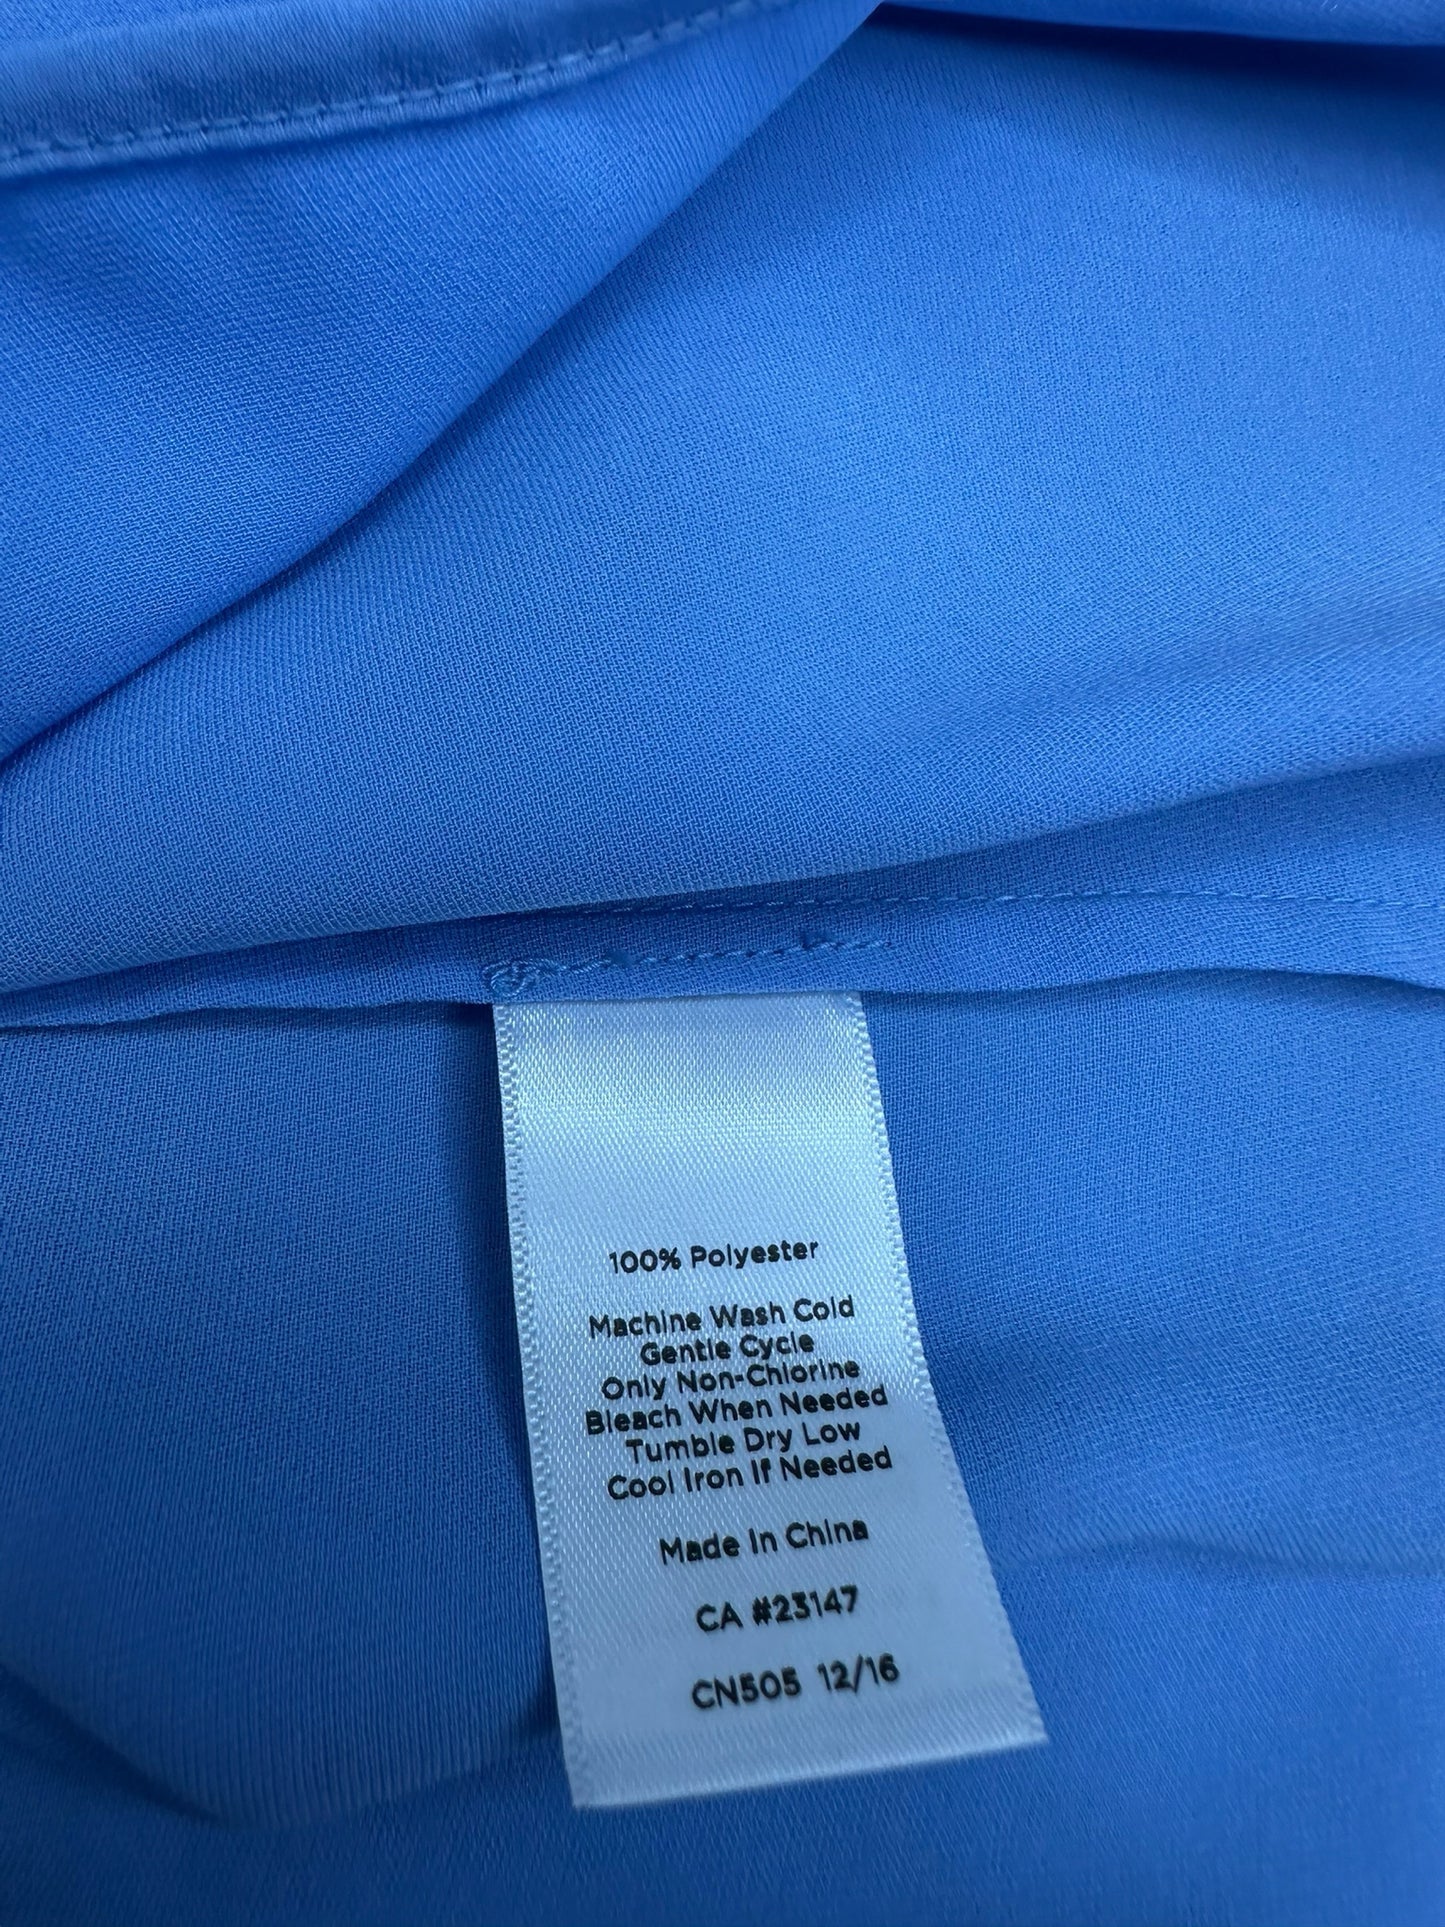 100% Polyester
Machine Wash Cold
Gentle Cycle
Only Non-Chlorine
Bleach When Needed
Tumble Dry Low
Cool Iron If Needed
Made In China
CA #23147
CN505 12/16